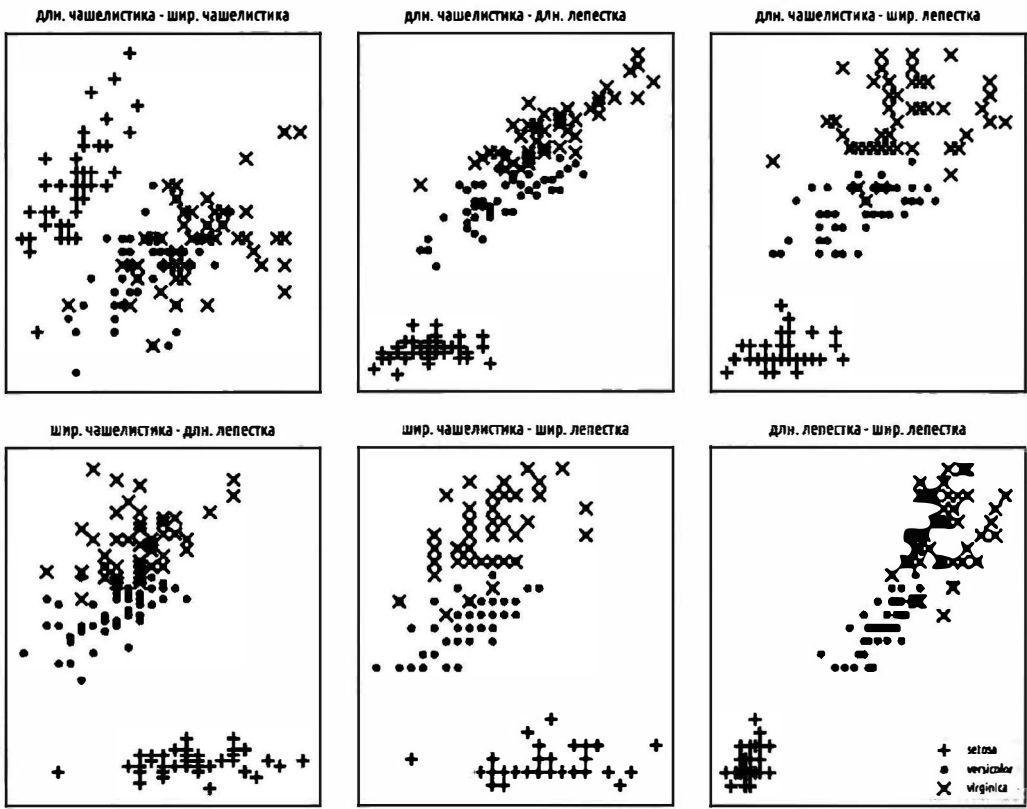 длн. чашелистика - шир. чашелистика
длн. чашелистика - длн. лепестка
длн. чашелистика - шир. лепестка
шир. чашелистика - длн. лепестка
шир. чашелистика - шир. лепестка
длн. лепестка - шир. лепестка
setosa
versicolor
virginica